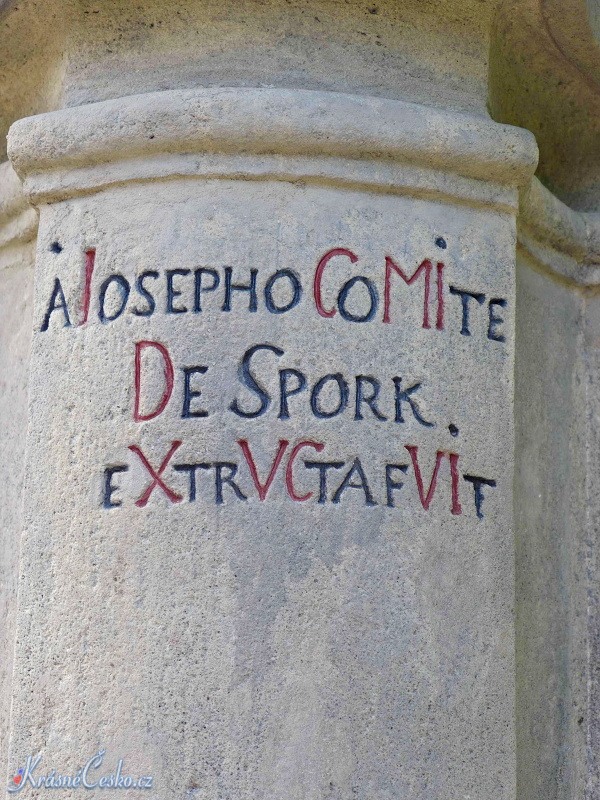 À IOSEPHO COMITE
DE SPORK.
EXTRVCTA FVIT
KrásnéČesko.cz